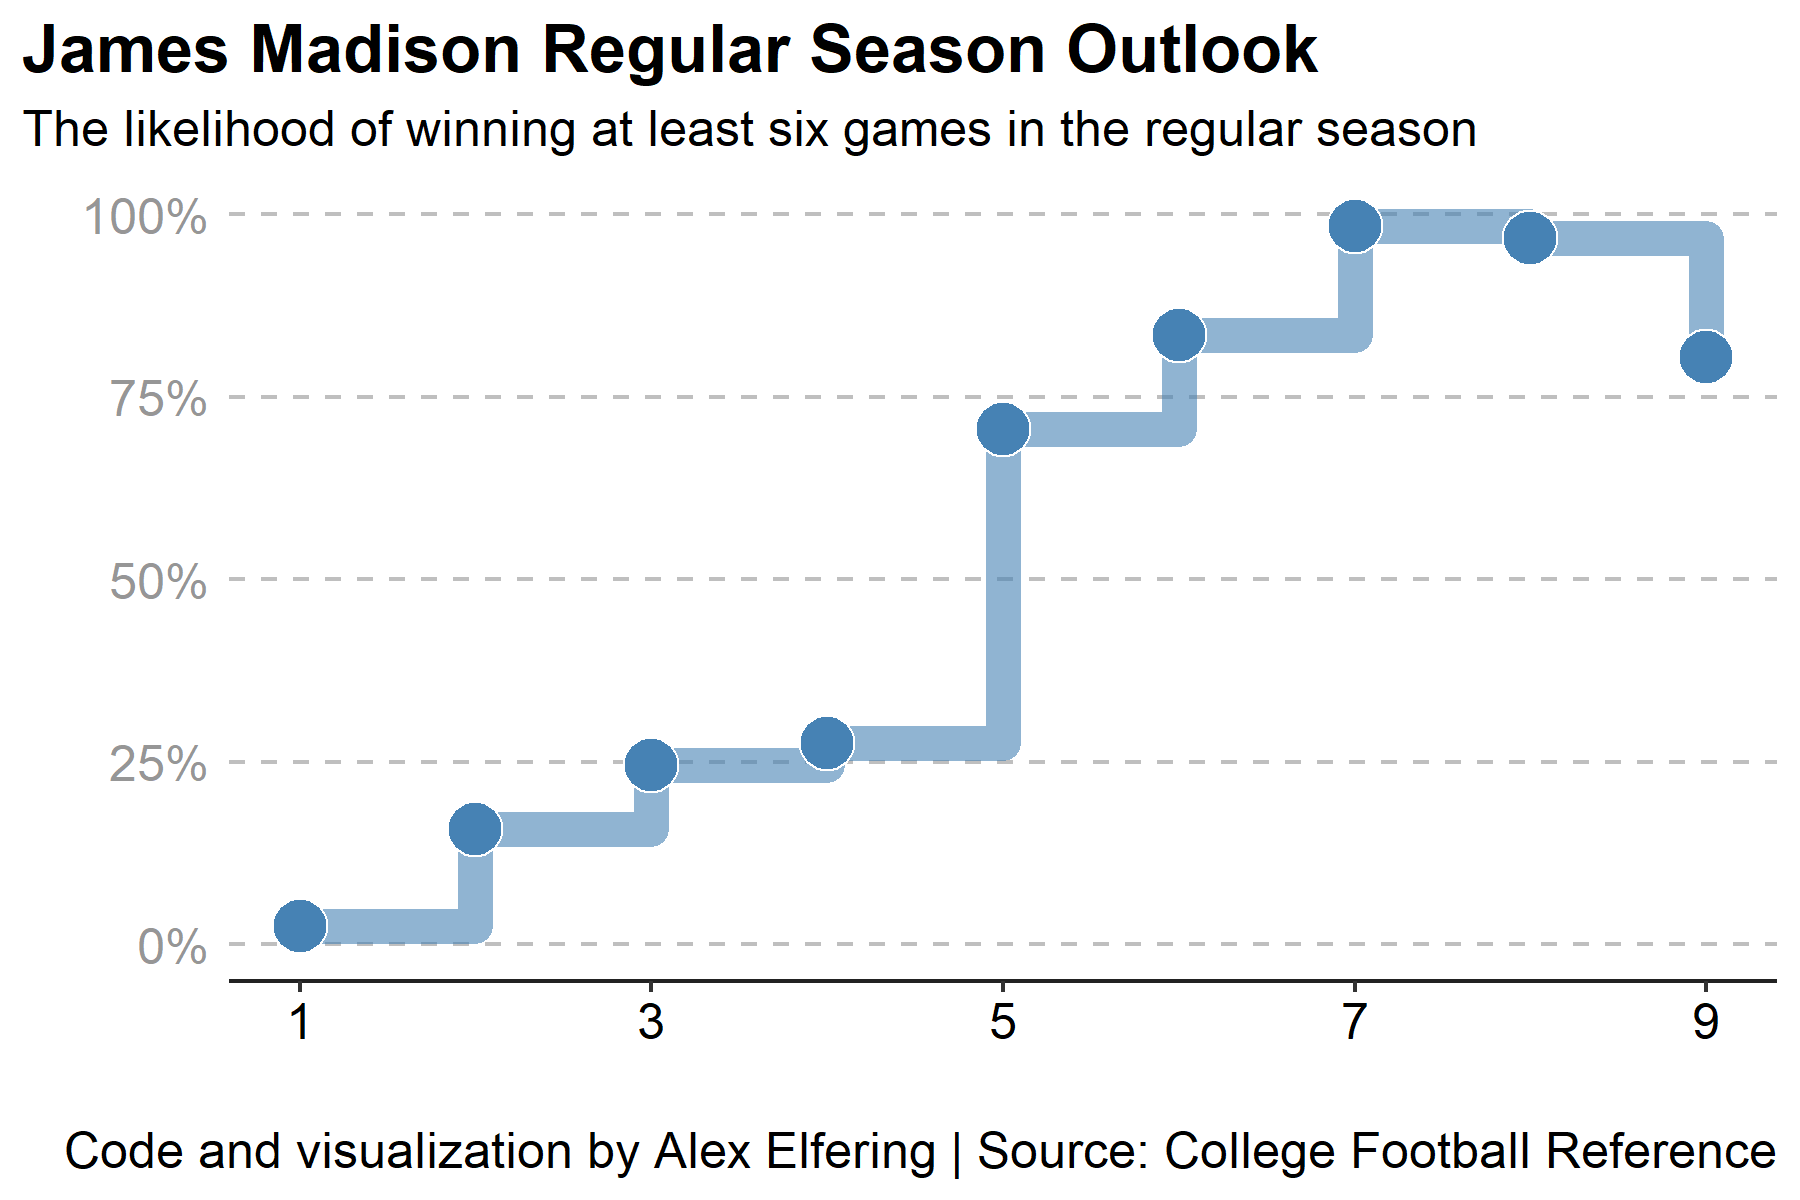 James Madison Regular Season Outlook
The likelihood of winning at least six games in the regular season
100%
75%
50%
25%
0%
1 3 5 7 9
Code and visualization by Alex Elfering | Source: College Football Reference